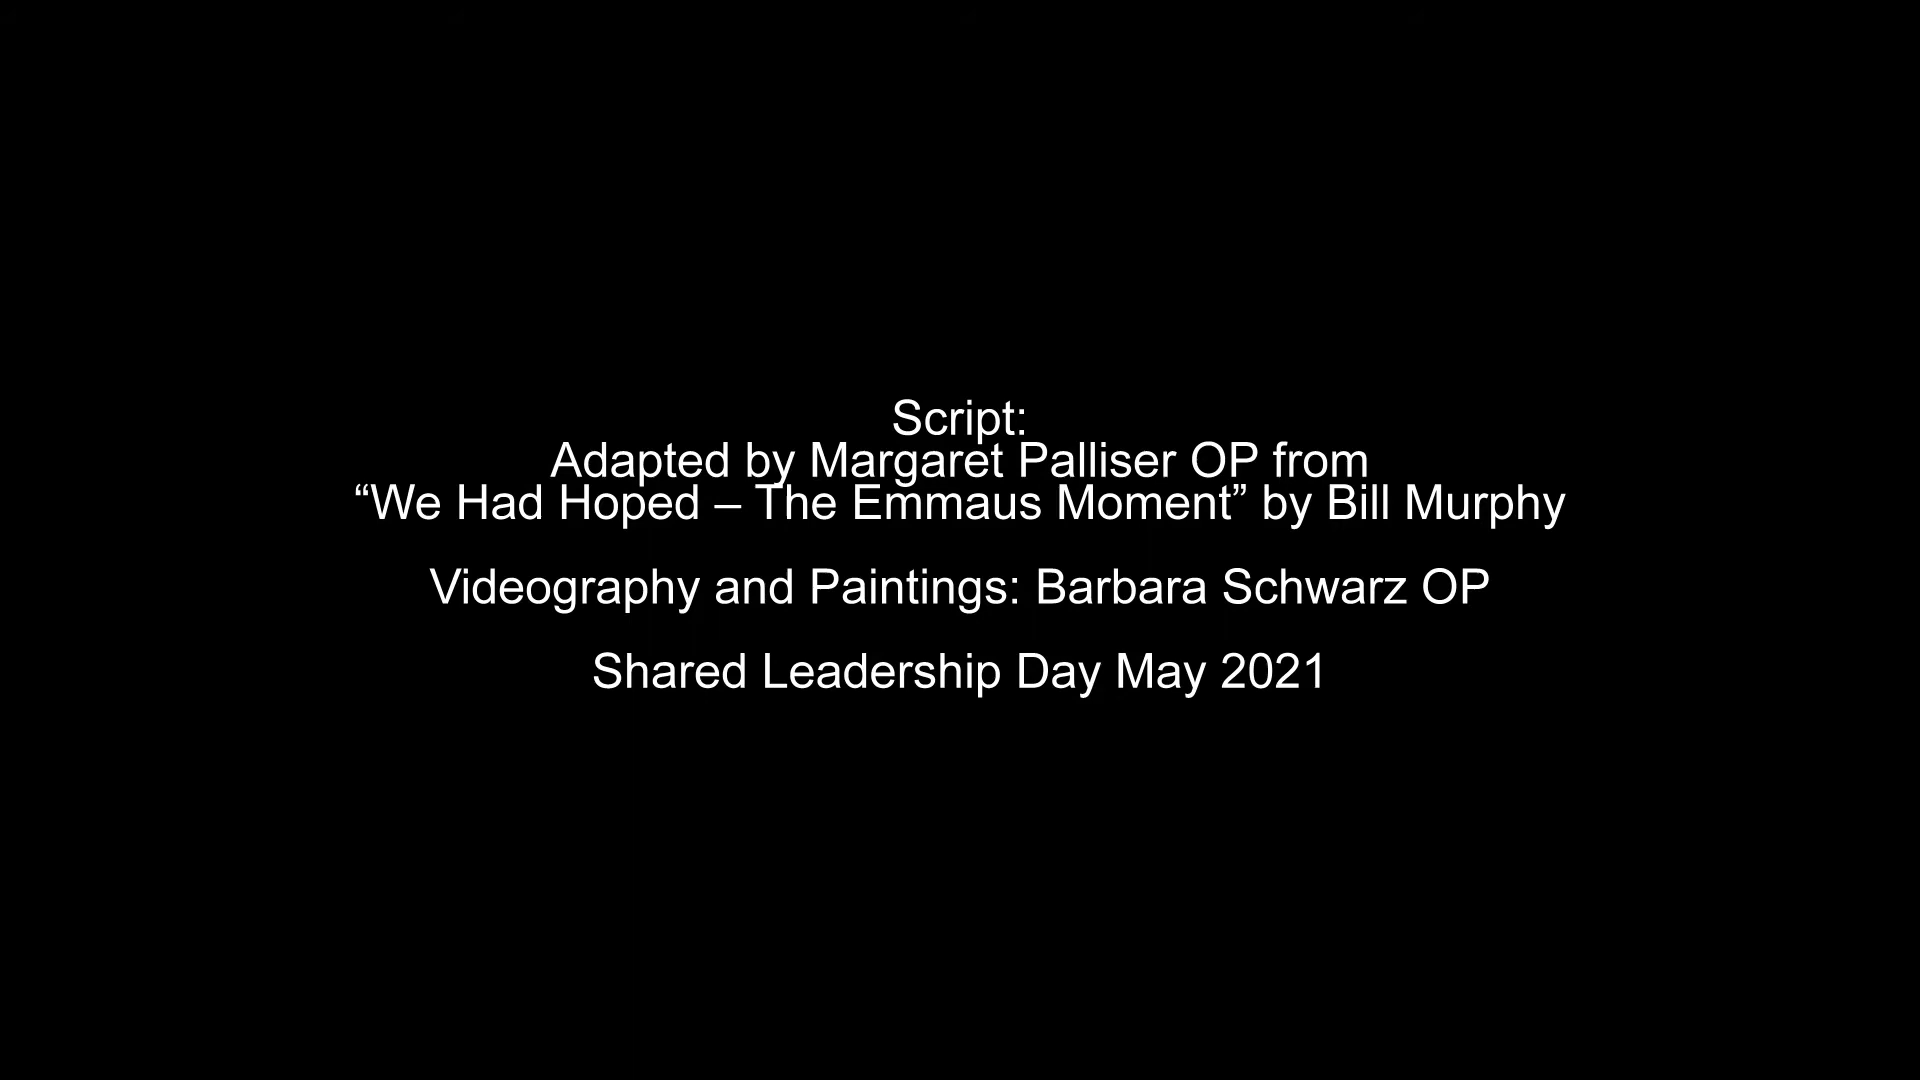 Script:
Adapted by Margaret Palliser OP from
“We Had Hoped – The Emmaus Moment” by Bill Murphy
Videography and Paintings: Barbara Schwarz OP
Shared Leadership Day May 2021